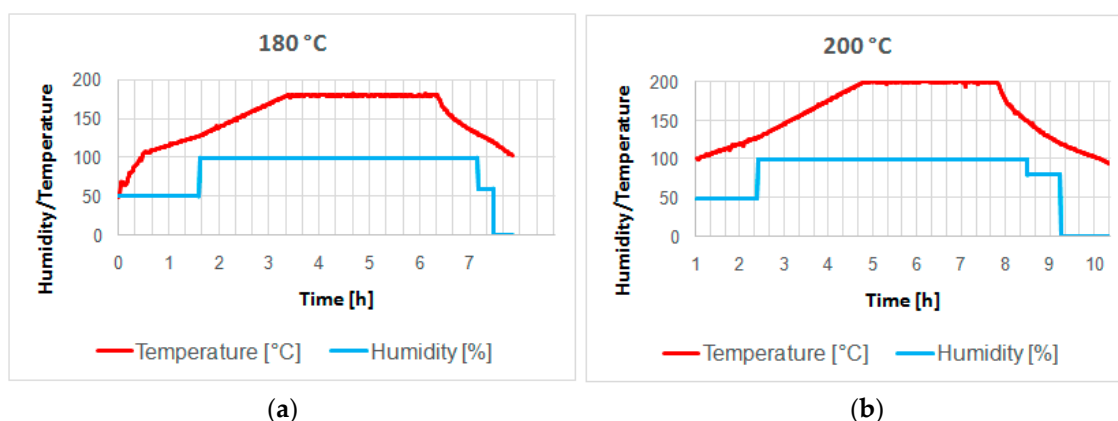 180 °C
Humidity/Temperature
200
150
100
50
0
0 1 2 3 4 5 6 7
Time [h]
Temperature [°C] Humidity [%]
(a)
200 °C
Humidity/Temperature
200
150
100
50
0
1 2 3 4 5 6 7 8 9 10
Time [h]
Temperature [°C] Humidity [%]
(b)